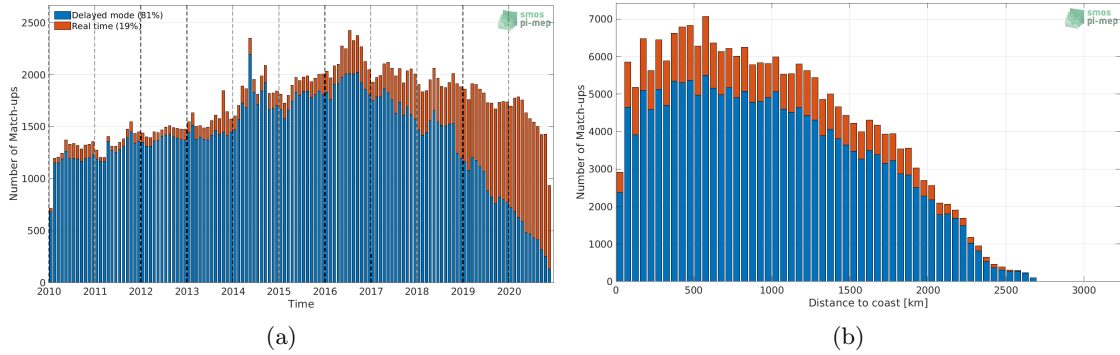 Delayed mode (81%)
Real time (19%)
smos
pi-mep
2500
2000
1500
1000
500
0
Number of Match-ups
2010 2011 2012 2013 2014 2015 2016 2017 2018 2019 2020
Time
(a)
smos
pi-mep
7000
6000
5000
4000
3000
2000
1000
0
Number of Match-ups
0 500 1000 1500 2000 2500 3000
Distance to coast [km]
(b)